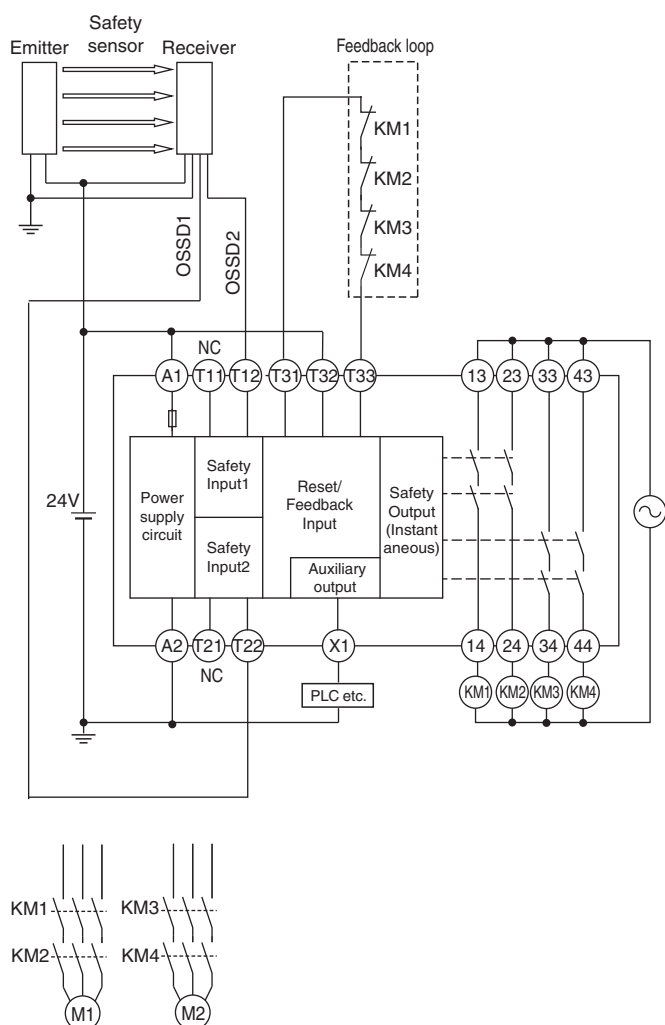 Safety
sensor
Emitter
Receiver
Feedback loop
KM1
KM2
KM3
KM4
OSSD1
OSSD2
NC
A1 T11 T12 T31 T32 T33 13 23 33 43
24V
Power
supply
circuit
Safety
Input1
Safety
Input2
Reset/
Feedback
Input
Auxiliary
output
Safety
Output
(Instant
aneous)
A2 T21 T22 X1 14 24 34 44
NC
PLC etc.
KM1 KM2 KM3 KM4
KM1
KM2
M1
KM3
KM4
M2